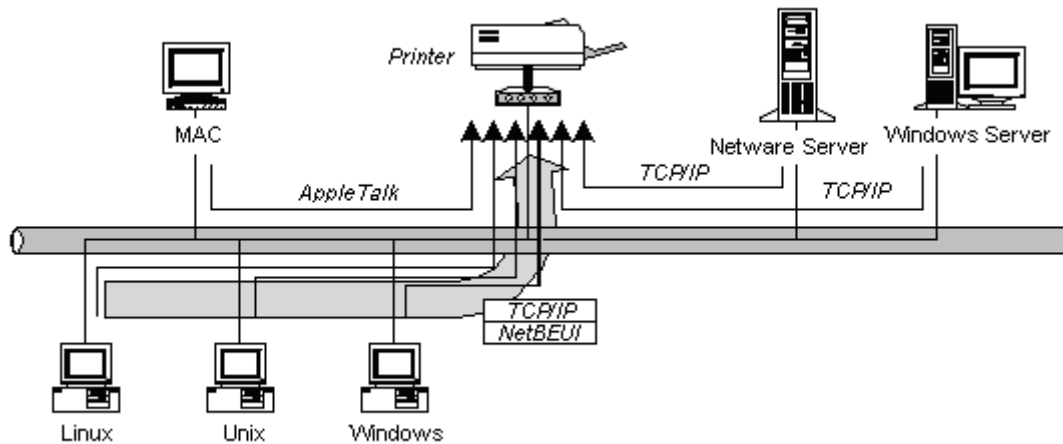 Printer
MAC
Netware Server
Windows Server
AppleTalk
TCP/IP
TCP/IP
TCP/IP
NetBEUI
Linux
Unix
Windows